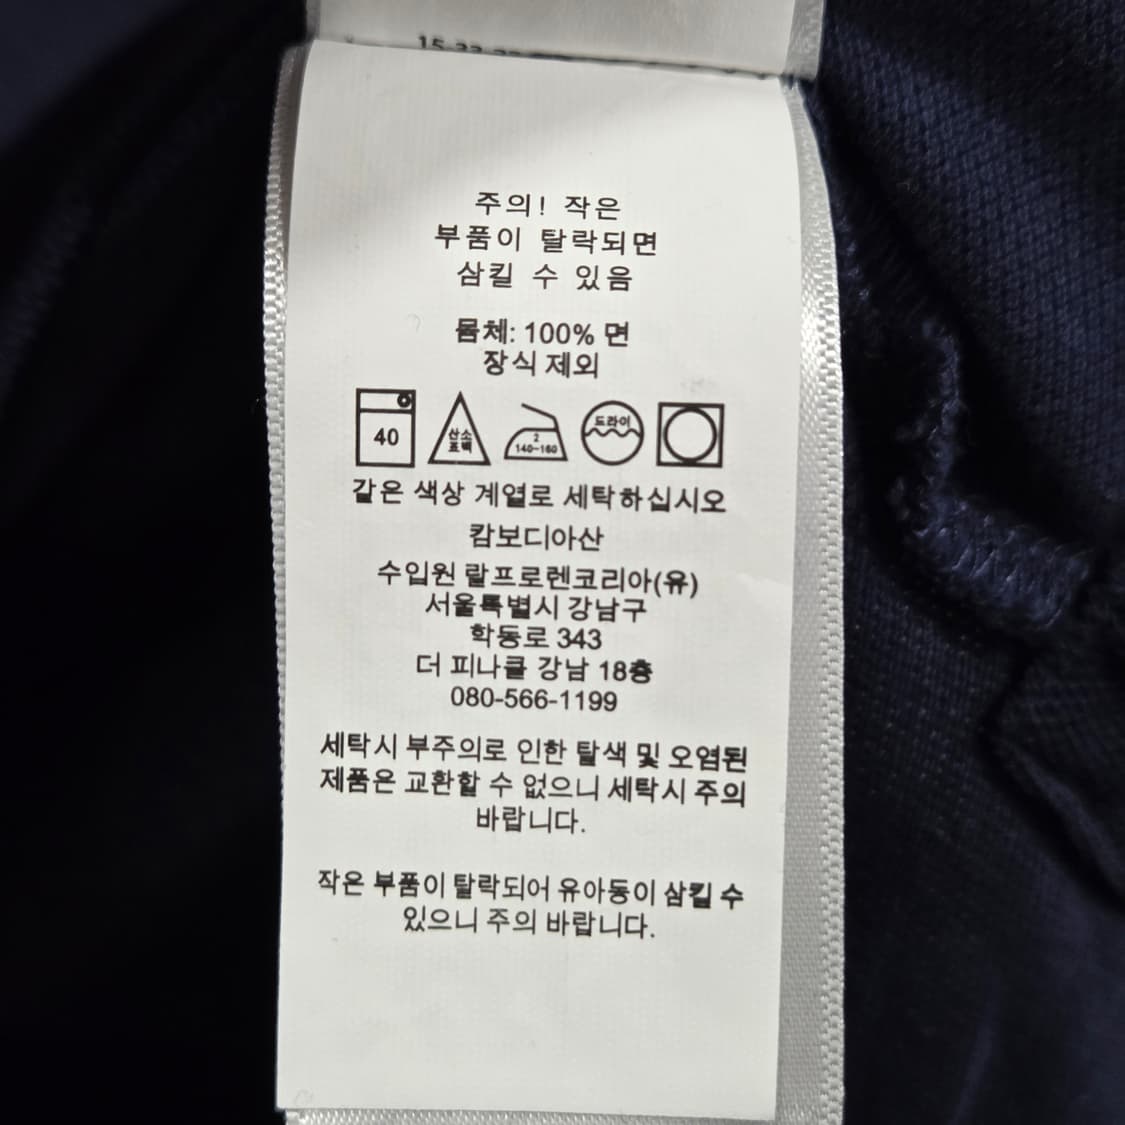 주의! 작은
부품이 탈락되면
삼킬 수 있음
몸체: 100% 면
장식 제외
40
산소
표백
2
140~160
드라이
같은 색상 계열로 세탁하십시오
캄보디아산
수입원 랄프로렌코리아(유)
서울특별시 강남구
학동로 343
더 피나클 강남 18층
080-566-1199
세탁시 부주의로 인한 탈색 및 오염된
제품은 교환할 수 없으니 세탁시 주의
바랍니다.
작은 부품이 탈락되어 유아동이 삼킬 수
있으니 주의 바랍니다.